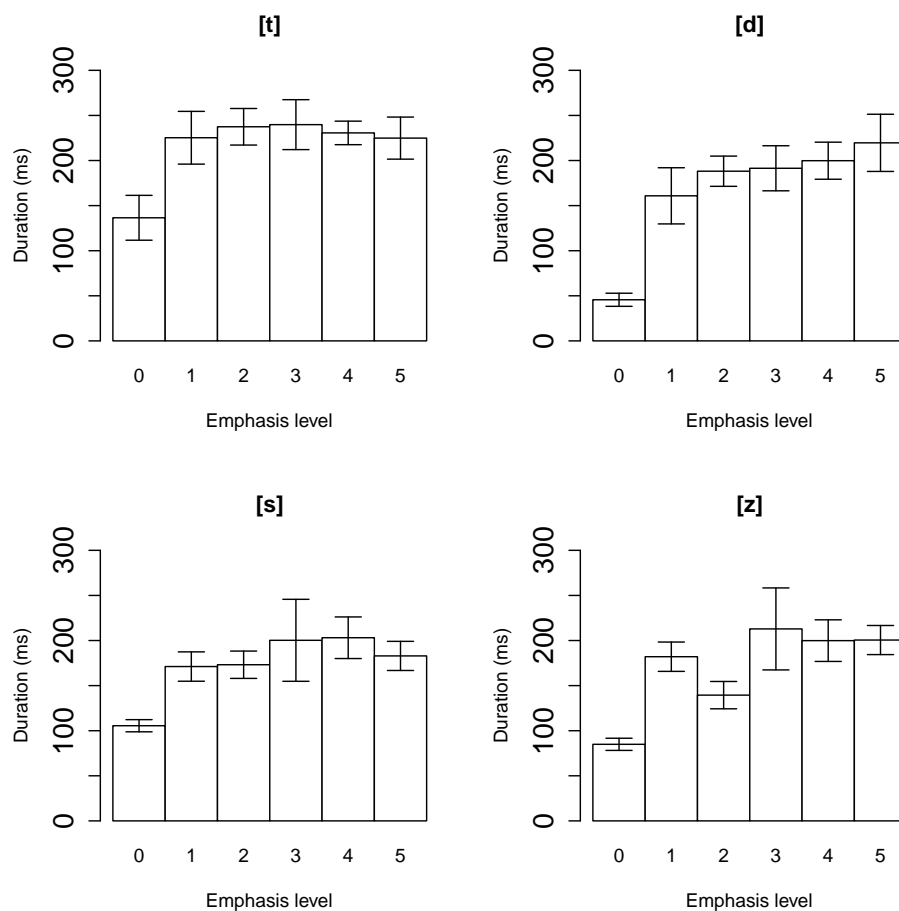 [t]
300
200
100
0
Duration (ms)
0 1 2 3 4 5
Emphasis level
[d]
300
200
100
0
Duration (ms)
0 1 2 3 4 5
Emphasis level
[s]
300
200
100
0
Duration (ms)
0 1 2 3 4 5
Emphasis level
[z]
300
200
100
0
Duration (ms)
0 1 2 3 4 5
Emphasis level